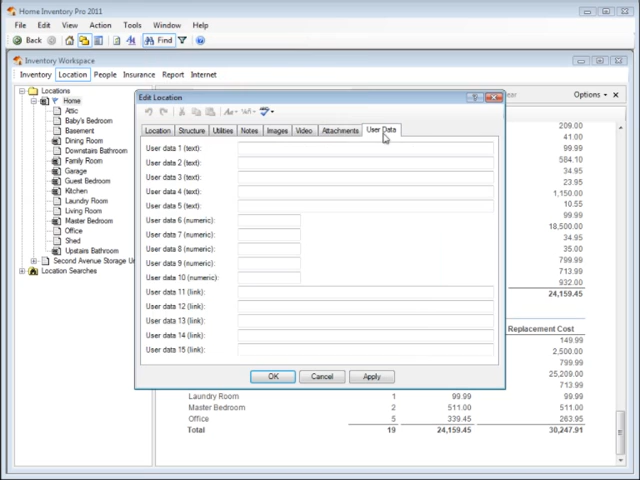 Home Inventory Pro 2011
File Edit View Action Tools Window Help
Back Find
Inventory Workspace
Inventory Location People Insurance Report Internet
Locations
Home
Attic
Baby's Bedroom
Basement
Dining Room
Downstairs Bathroom
Family Room
Garage
Guest Bedroom
Kitchen
Laundry Room
Living Room
Master Bedroom
Office
Shed
Upstairs Bathroom
Second Avenue Storage Un
Location Searches
Options
Edit Location
Location Structure Utilities Notes Images Video Attachments User Data
User data 1 (text):
User data 2 (text):
User data 3 (text):
User data 4 (text):
User data 5 (text):
User data 6 (numeric):
User data 7 (numeric):
User data 8 (numeric):
User data 9 (numeric):
User data 10 (numeric):
User data 11 (link):
User data 12 (link):
User data 13 (link):
User data 14 (link):
User data 15 (link):
OK Cancel Apply
209.00
41.00
99.99
584.10
34.95
23.95
1,150.00
10.55
99.99
18,500.00
34.95
35.00
799.99
713.99
932.00
24,159.45
Replacement Cost
149.99
2,500.00
799.99
25,209.00
713.99
Laundry Room 1 99.99 99.99
Master Bedroom 2 511.00 511.00
Office 5 339.45 263.95
Total 19 24,159.45 30,247.91